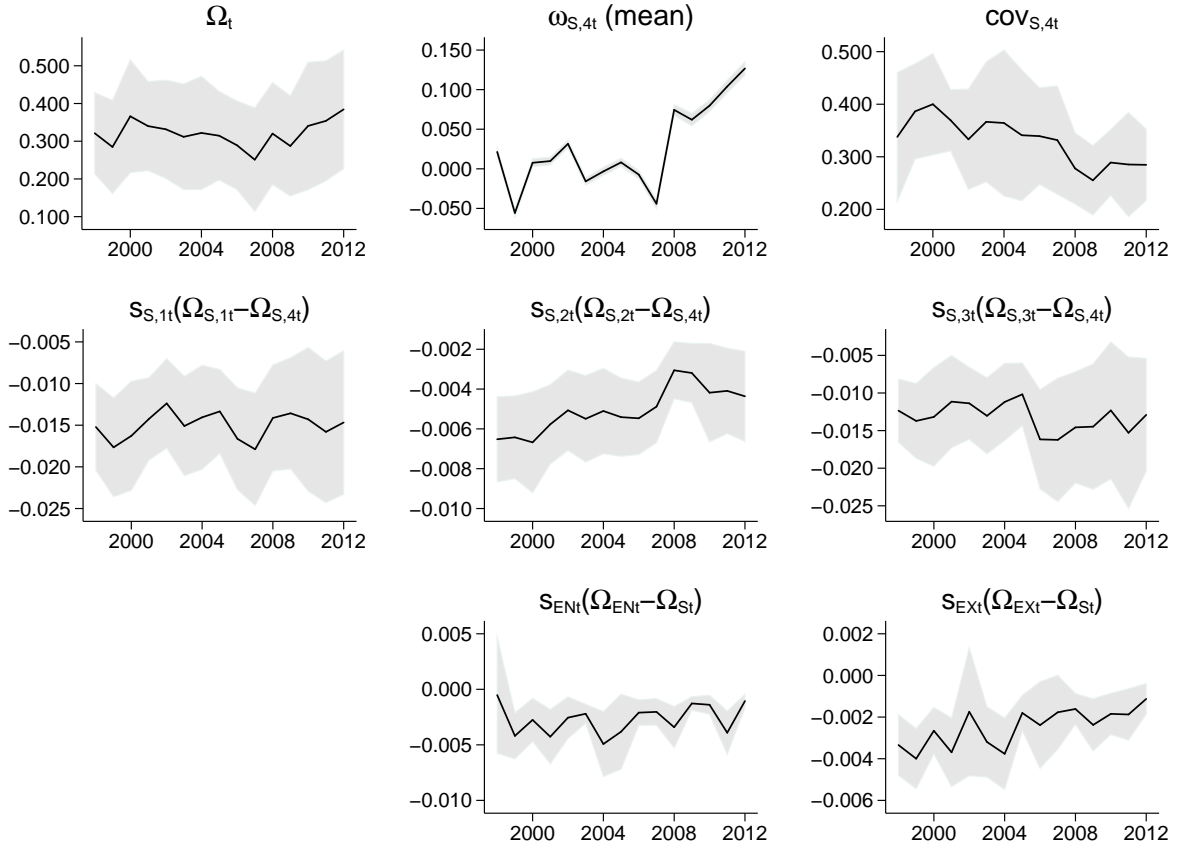 Ωt ωS,4t (mean) covS,4t
0.500 0.150 0.500
0.400 0.100 0.400
0.300 0.050 0.300
0.200 0.000 0.200
0.100 −0.050
2000 2004 2008 2012 2000 2004 2008 2012 2000 2004 2008 2012
sS,1t(ΩS,1t−ΩS,4t) sS,2t(ΩS,2t−ΩS,4t) sS,3t(ΩS,3t−ΩS,4t)
−0.005 −0.002 −0.005
−0.010 −0.004 −0.010
−0.015 −0.006 −0.015
−0.020 −0.008 −0.020
−0.025 −0.010 −0.025
2000 2004 2008 2012 2000 2004 2008 2012 2000 2004 2008 2012
sENt(ΩENt−ΩSt) sEXt(ΩEXt−ΩSt)
0.005 0.002
0.000 0.000
−0.005 −0.002
−0.010 −0.004
−0.006
2000 2004 2008 2012 2000 2004 2008 2012